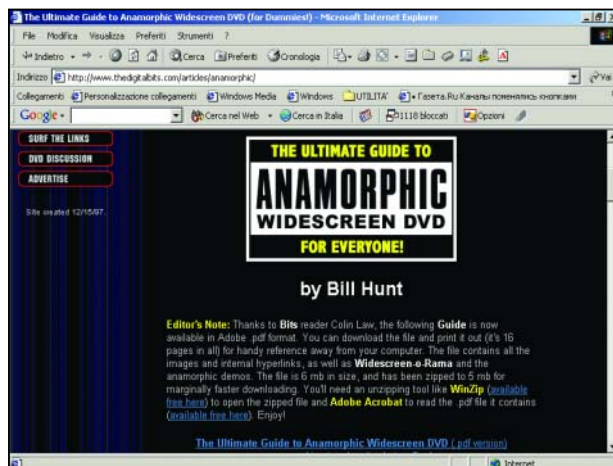 The Ultimate Guide to Anamorphic Widescreen DVD (for Dummies!) - Microsoft Internet Explorer
File Modifica Visualizza Preferiti Strumenti ?
Indietro Cerca Preferiti Cronologia
Indirizzo http://www.thedigitalbits.com/articles/anamorphic/ Vai
Collegamenti Personalizzazione collegamenti Windows Media Windows UTILITA' Газета.Ru Каналы поменялись кнопками
Google Cerca nel Web Cerca in Italia 1118 bloccati Opzioni
SURF THE LINKS
DVD DISCUSSION
ADVERTISE
Site created 12/15/97.
THE ULTIMATE GUIDE TO
ANAMORPHIC
WIDESCREEN DVD
FOR EVERYONE!
by Bill Hunt
Editor's Note: Thanks to Bits reader Colin Law, the following Guide is now
available in Adobe .pdf format. You can download the file and print it out (it's 16
pages in all) for handy reference away from your computer. The file contains all the
images and internal hyperlinks, as well as Widescreen-o-Rama and the
anamorphic demos. The file is 6 mb in size, and has been zipped to 5 mb for
marginally faster downloading. You'll need an unzipping tool like WinZip (available
free here) to open the zipped file and Adobe Acrobat to read the .pdf file it contains
(available free here). Enjoy!
The Ultimate Guide to Anamorphic Widescreen DVD (.pdf version)
Internet